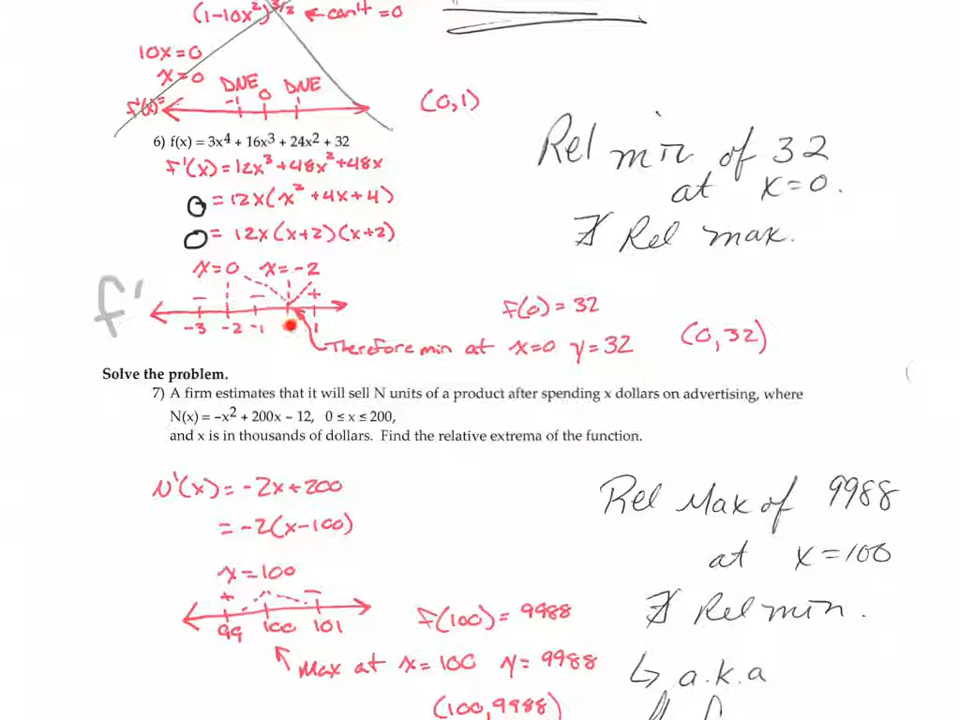 (1-10x²)^3/2 ← can't = 0
10x = 0
x = 0
DNE 0 DNE
f'(x)= -1 1
(0,1)
6) f(x) = 3x⁴ + 16x³ + 24x² + 32
f'(x) = 12x³ + 48x² + 48x
0 = 12x(x² + 4x + 4)
0 = 12x(x+2)(x+2)
x = 0 x = -2
f'
- - +
-3 -2 -1 1
f(0) = 32
Therefore min at x=0 y=32
(0,32)
Rel min of 32
at x=0.
∄ Rel max.
Solve the problem.
7) A firm estimates that it will sell N units of a product after spending x dollars on advertising, where
N(x) = −x² + 200x − 12, 0 ≤ x ≤ 200,
and x is in thousands of dollars. Find the relative extrema of the function.
N'(x) = -2x+200
= -2(x-100)
x = 100
+ -
99 100 101
f(100) = 9988
Max at x = 100 y = 9988
(100,9988)
Rel Max of 9988
at x=100
∄ Rel min.
↳ a.k.a